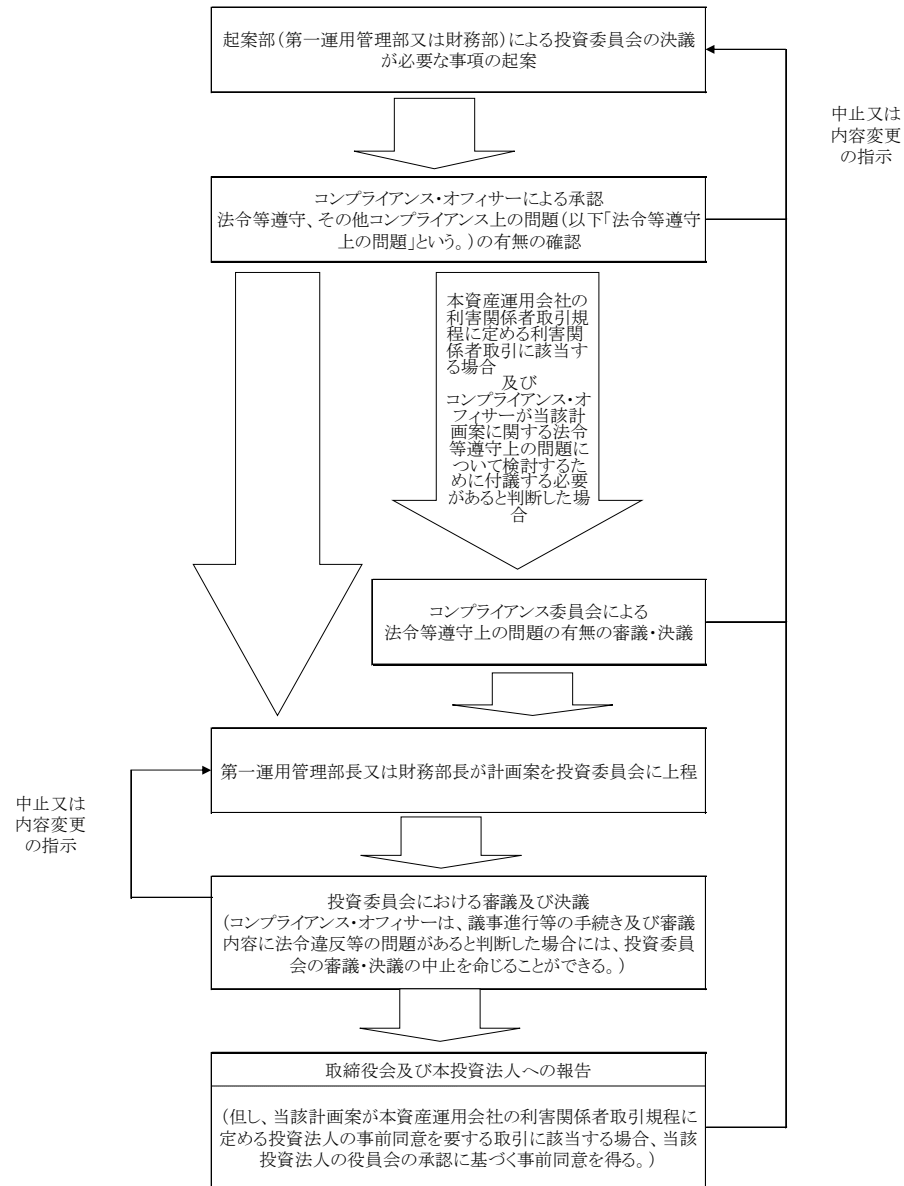 起案部(第一運用管理部又は財務部)による投資委員会の決議
が必要な事項の起案
中止又は
内容変更
の指示
コンプライアンス・オフィサーによる承認
法令等遵守、その他コンプライアンス上の問題(以下「法令等遵守
上の問題」という。)の有無の確認
本資産運用会社の
利害関係者取引規
程に定める利害関
係者取引に該当す
る場合
及び
コンプライアンス・オ
フィサーが当該計
画案に関する法令
等遵守上の問題に
ついて検討するた
めに付議する必要
があると判断した場
合
コンプライアンス委員会による
法令等遵守上の問題の有無の審議・決議
第一運用管理部長又は財務部長が計画案を投資委員会に上程
中止又は
内容変更
の指示
投資委員会における審議及び決議
(コンプライアンス・オフィサーは、議事進行等の手続き及び審議
内容に法令違反等の問題があると判断した場合には、投資委員
会の審議・決議の中止を命じることができる。)
取締役会及び本投資法人への報告
(但し、当該計画案が本資産運用会社の利害関係者取引規程に
定める投資法人の事前同意を要する取引に該当する場合、当該
投資法人の役員会の承認に基づく事前同意を得る。)